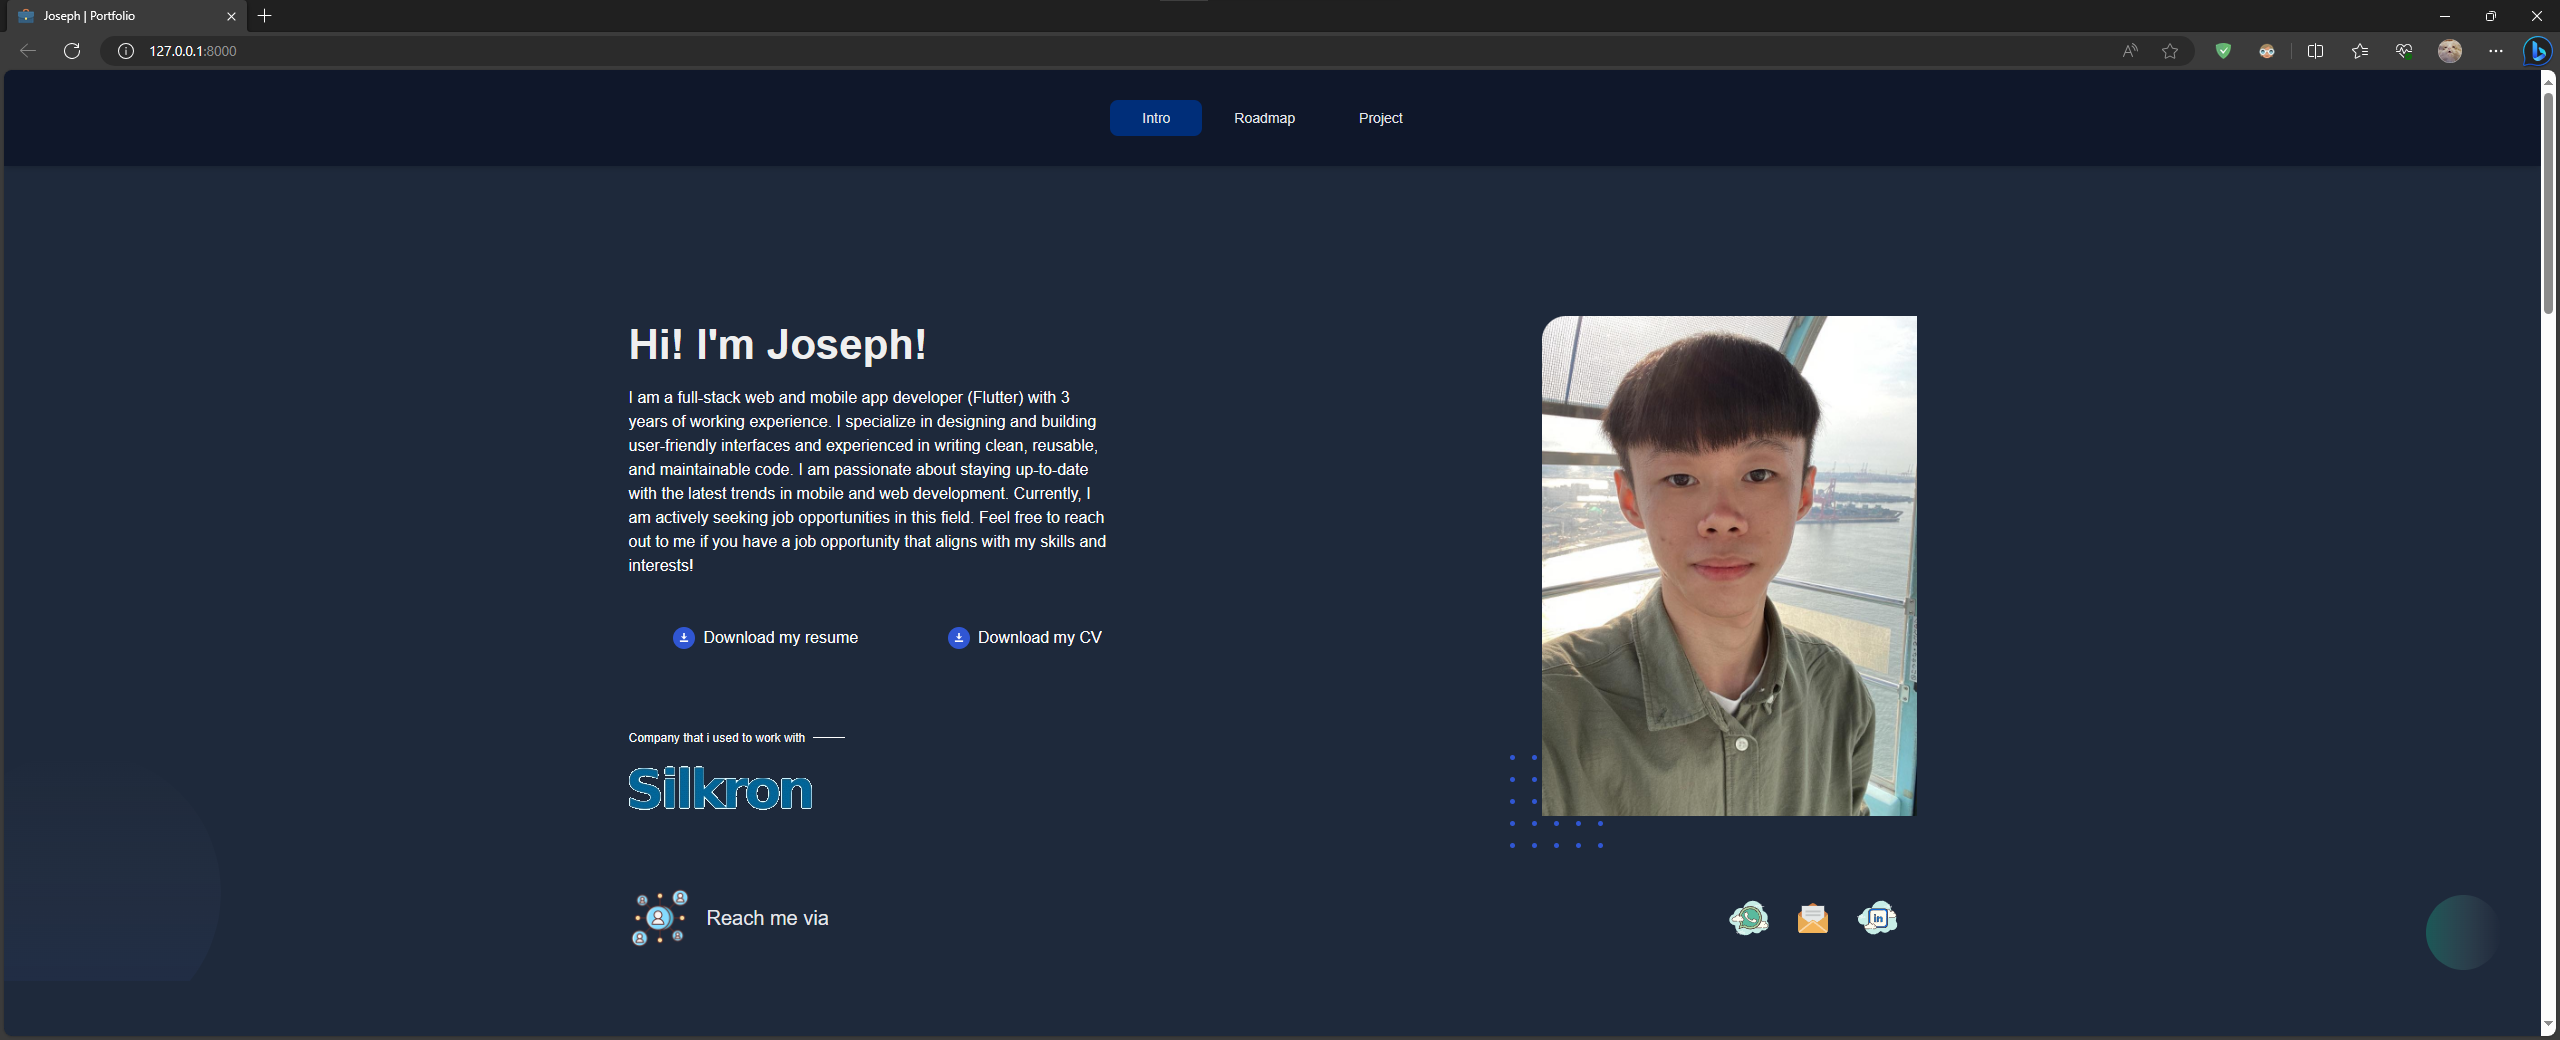 Joseph | Portfolio
127.0.0.1:8000
Intro
Roadmap
Project
Hi! I'm Joseph!
I am a full-stack web and mobile app developer (Flutter) with 3
years of working experience. I specialize in designing and building
user-friendly interfaces and experienced in writing clean, reusable,
and maintainable code. I am passionate about staying up-to-date
with the latest trends in mobile and web development. Currently, I
am actively seeking job opportunities in this field. Feel free to reach
out to me if you have a job opportunity that aligns with my skills and
interests!
Download my resume
Download my CV
Company that i used to work with
Silkron
Reach me via
in